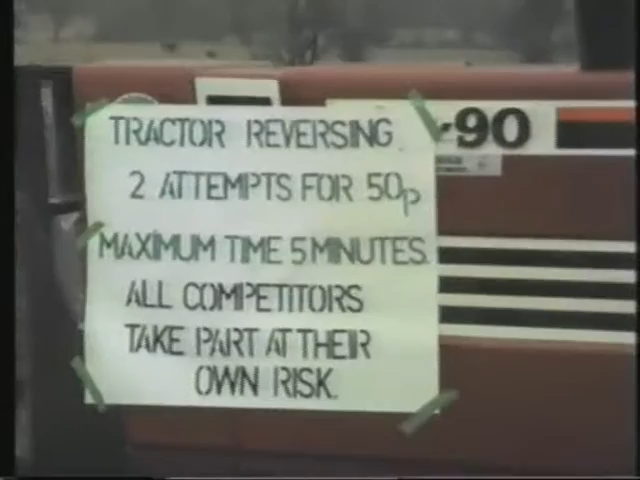 TRACTOR REVERSING.
2 ATTEMPTS FOR 50p
MAXIMUM TIME 5 MINUTES.
ALL COMPETITORS
TAKE PART AT THEIR
OWN RISK.
-90